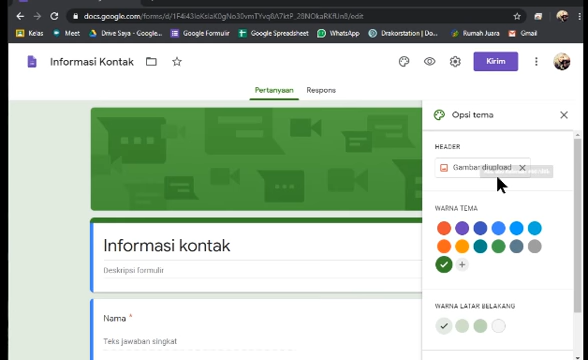 docs.google.com/forms/d/1F4i43ioKsiaK0gNo30vmTYvq8A7ktP_28NOkaRKfUn8/edit
Kelas Meet Drive Saya - Google... Google Formulir Google Spreadsheet WhatsApp Drakorstation | Do... Rumah Juara Gmail
Informasi Kontak
Kirim
Pertanyaan Respons
Opsi tema
HEADER
Gambar diupload
WARNA TEMA
Informasi kontak
Deskripsi formulir
WARNA LATAR BELAKANG
Nama *
Teks jawaban singkat